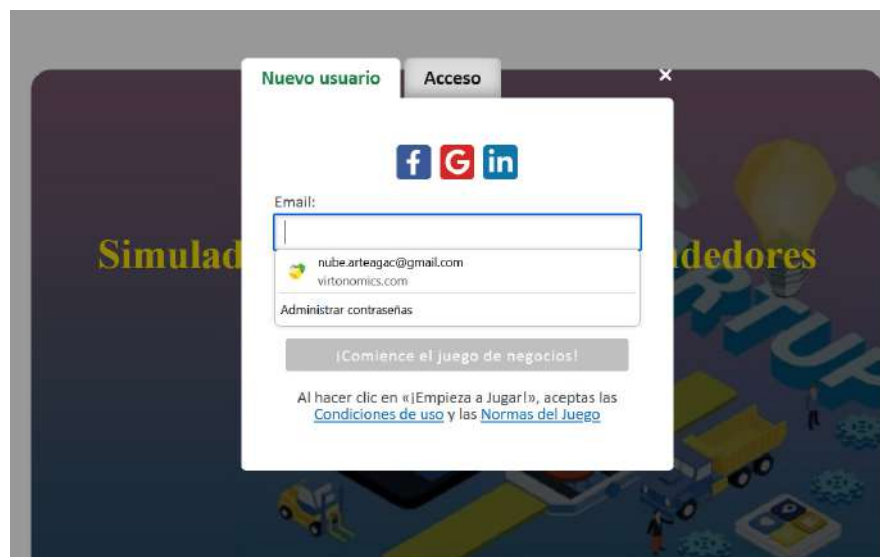 Nuevo usuario
Acceso
×
f G in
Email:
Simulad
dedores
nube.arteagac@gmail.com
virtonomics.com
Administrar contraseñas
¡Comience el juego de negocios!
Al hacer clic en «¡Empieza a Jugar!», aceptas las
Condiciones de uso y las Normas del Juego